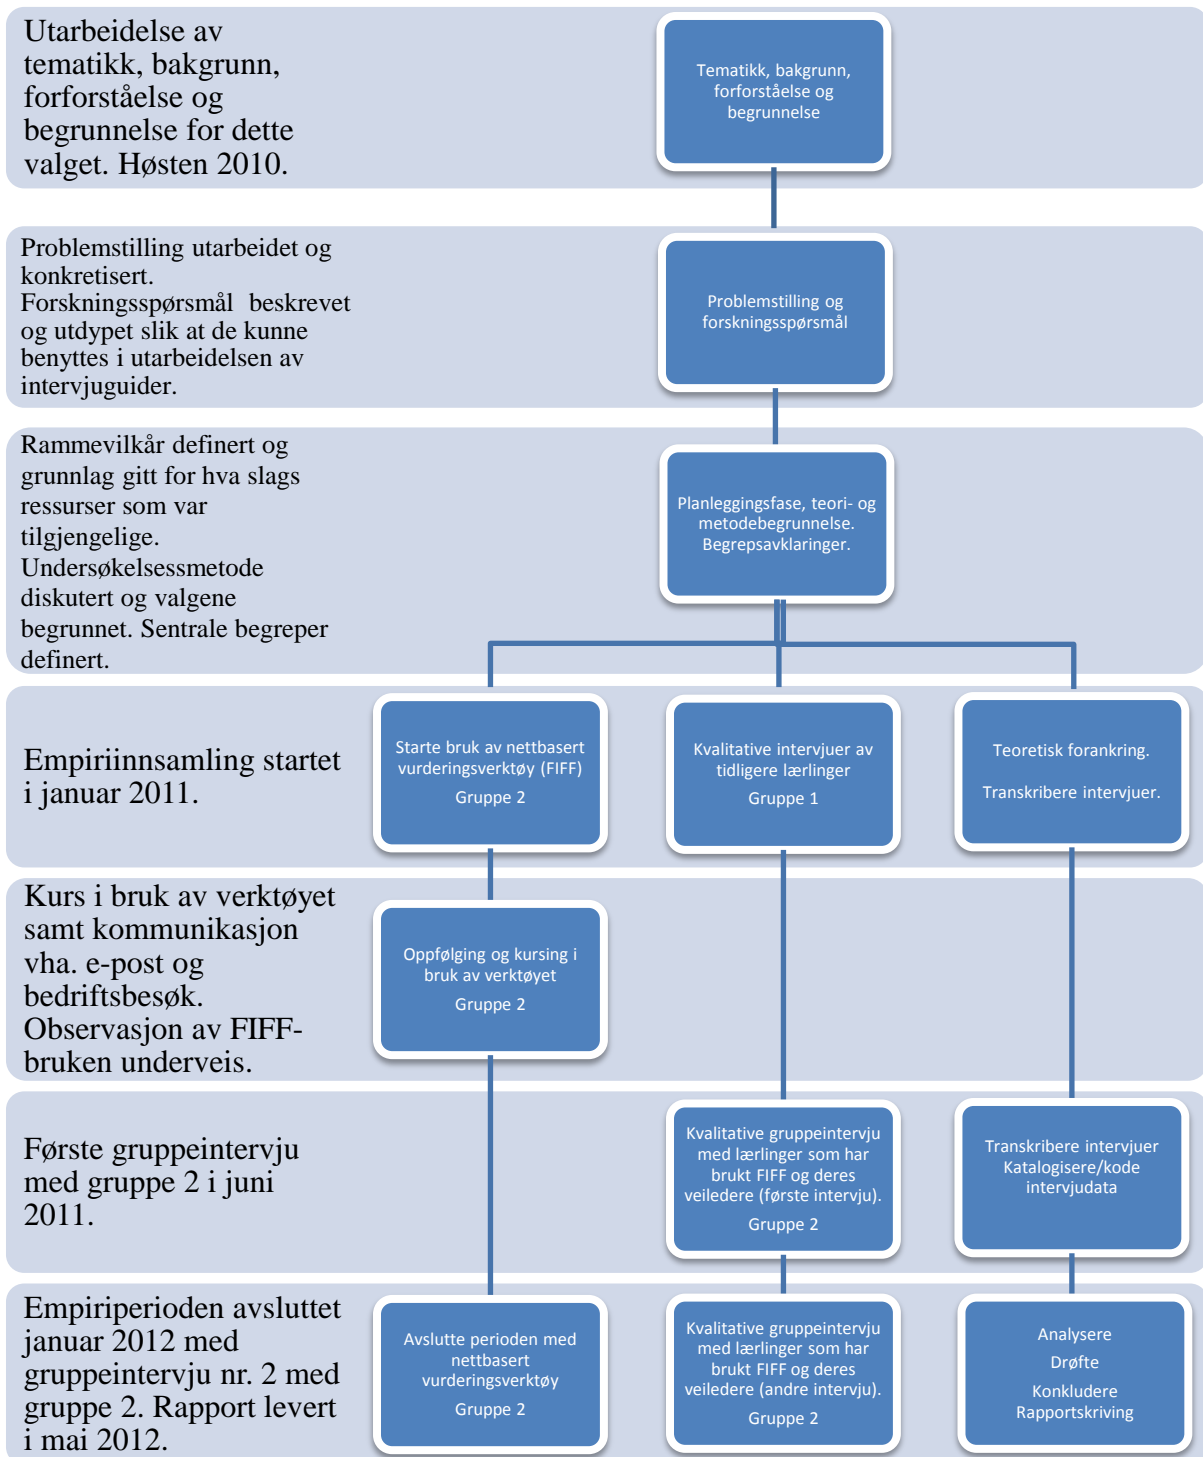 Utarbeidelse av
tematikk, bakgrunn,
forforståelse og
begrunnelse for dette
valget. Høsten 2010.
Tematikk, bakgrunn,
forforståelse og
begrunnelse
Problemstilling utarbeidet og
konkretisert.
Forskningsspørsmål  beskrevet
og utdypet slik at de kunne
benyttes i utarbeidelsen av
intervjuguider.
Problemstilling og
forskningsspørsmål
Rammevilkår definert og
grunnlag gitt for hva slags
ressurser som var
tilgjengelige.
Undersøkelsessmetode
diskutert og valgene
begrunnet. Sentrale begreper
definert.
Planleggingsfase, teori- og
metodebegrunnelse.
Begrepsavklaringer.
Empiriinnsamling startet
i januar 2011.
Starte bruk av nettbasert
vurderingsverktøy (FIFF)
Gruppe 2
Kvalitative intervjuer av
tidligere lærlinger
Gruppe 1
Teoretisk forankring.
Transkribere intervjuer.
Kurs i bruk av verktøyet
samt kommunikasjon
vha. e-post og
bedriftsbesøk.
Observasjon av FIFF-
bruken underveis.
Oppfølging og kursing i
bruk av verktøyet
Gruppe 2
Første gruppeintervju
med gruppe 2 i juni
2011.
Kvalitative gruppeintervju
med lærlinger som har
brukt FIFF og deres
veiledere (første intervju).
Gruppe 2
Transkribere intervjuer
Katalogisere/kode
intervjudata
Empiriperioden avsluttet
januar 2012 med
gruppeintervju nr. 2 med
gruppe 2. Rapport levert
i mai 2012.
Avslutte perioden med
nettbasert
vurderingsverktøy
Gruppe 2
Kvalitative gruppeintervju
med lærlinger som har
brukt FIFF og deres
veiledere (andre intervju).
Gruppe 2
Analysere
Drøfte
Konkludere
Rapportskriving